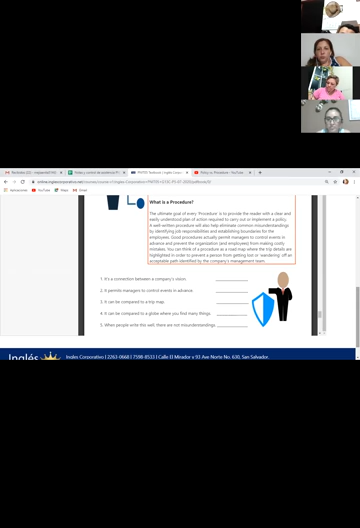 YouTube
Maps
Gmail
What is a Procedure?
The ultimate goal of every 'Procedure' is to provide the reader with a clear and
easily understood plan of action required to carry out or implement a policy.
A well-written procedure will also help eliminate common misunderstandings
by identifying job responsibilities and establishing boundaries for the
employees. Good procedures actually permit managers to control events in
advance and prevent the organization (and employees) from making costly
mistakes. You can think of a procedure as a road map where the trip details are
highlighted in order to prevent a person from getting lost or 'wandering' off an
acceptable path identified by the company's management team.
1. It's a connection between a company's vision:
2. It permits managers to control events in advance
3. It can be compared to a trip map
4. It can be compared to a globe where you find many things
5. When people write this well, there are not misunderstandings
Inglés
Ingles Corporativo | 2263-0668 | 7598-8533 | Calle El Mirador y 93 Ave Norte No. 630, San Salvador.